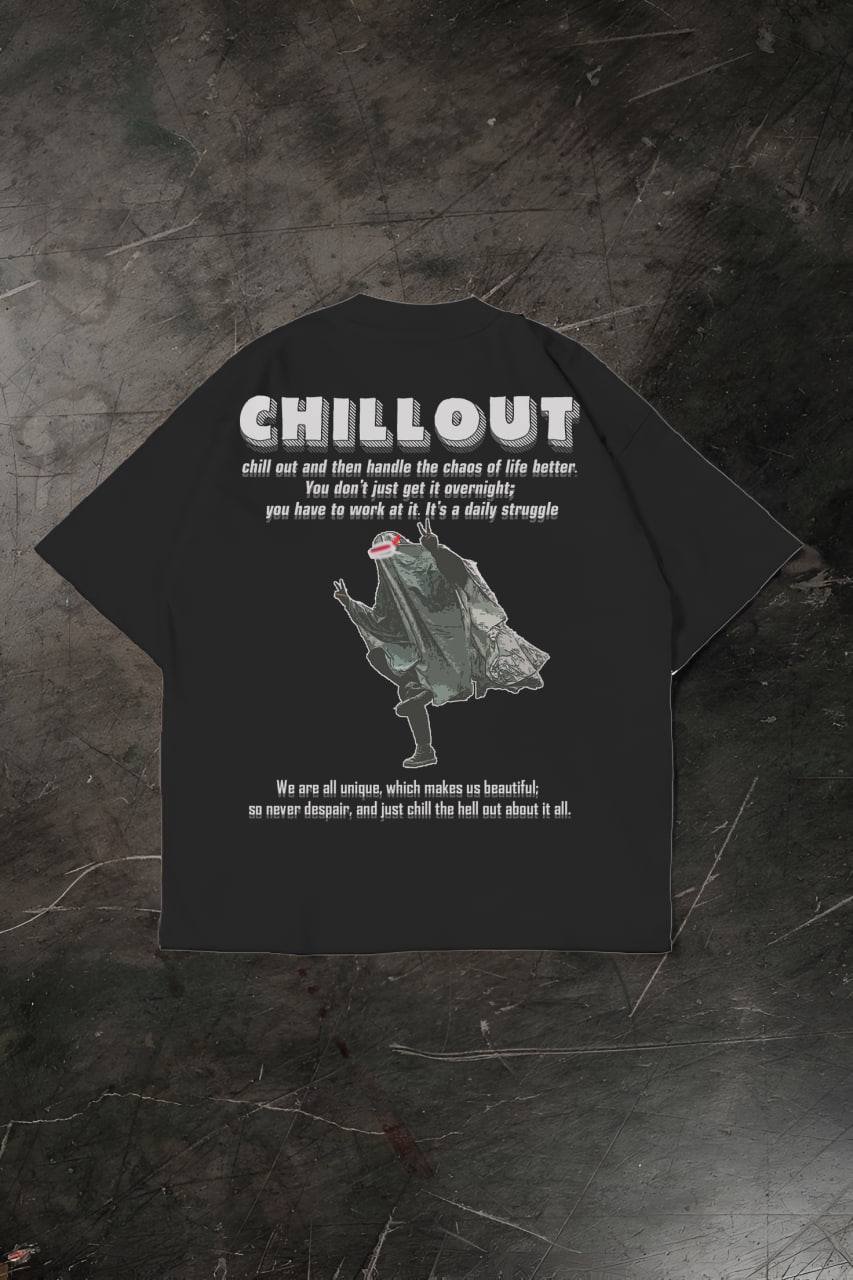 CHILLOUT
chill out and then handle the chaos of life better.
You don't just get it overnight;
you have to work at it. It's a daily struggle
We are all unique, which makes us beautiful;
so never despair, and just chill the hell out about it all.